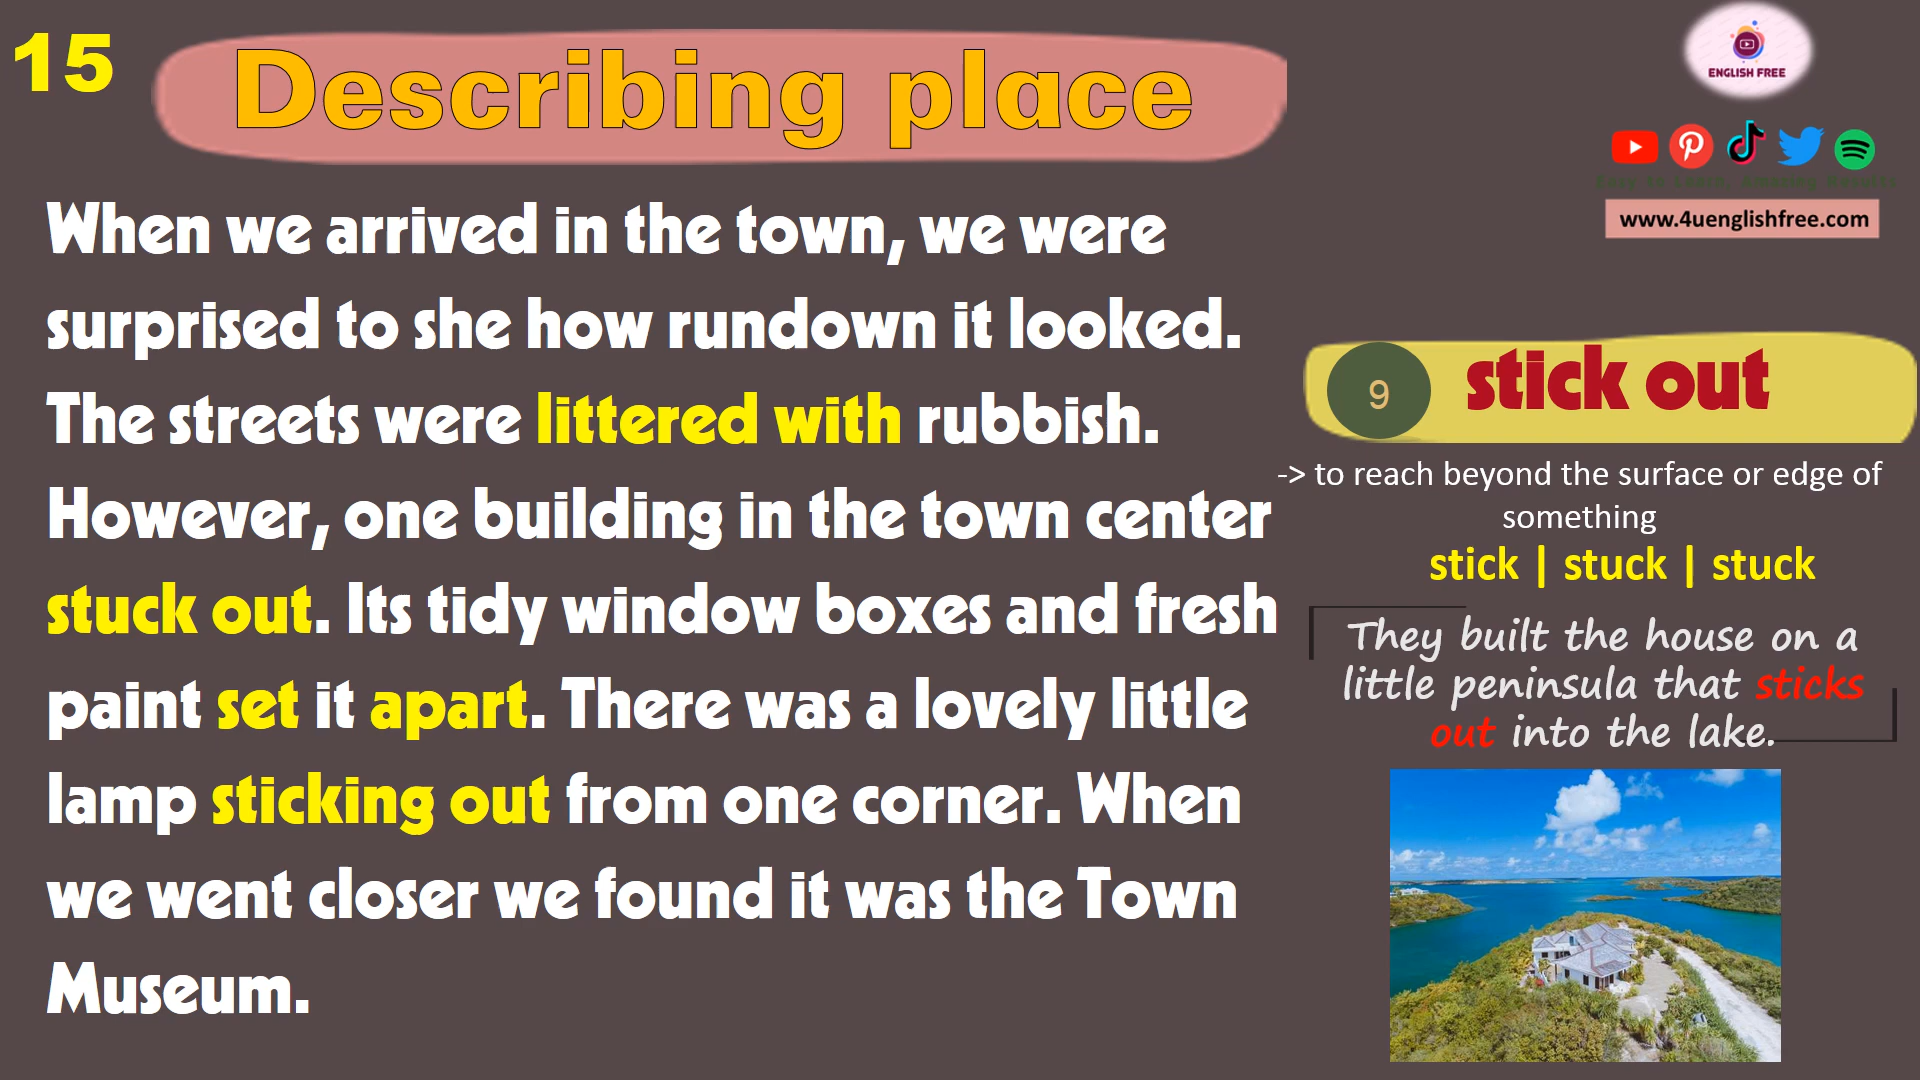 15
Describing place
ENGLISH FREE
www.4uenglishfree.com
When we arrived in the town, we were
surprised to she how rundown it looked.
The streets were littered with rubbish.
However, one building in the town center
stuck out. Its tidy window boxes and fresh
paint set it apart. There was a lovely little
lamp sticking out from one corner. When
we went closer we found it was the Town
Museum.
9
stick out
-> to reach beyond the surface or edge of
something
stick | stuck | stuck
They built the house on a
little peninsula that sticks
out into the lake.